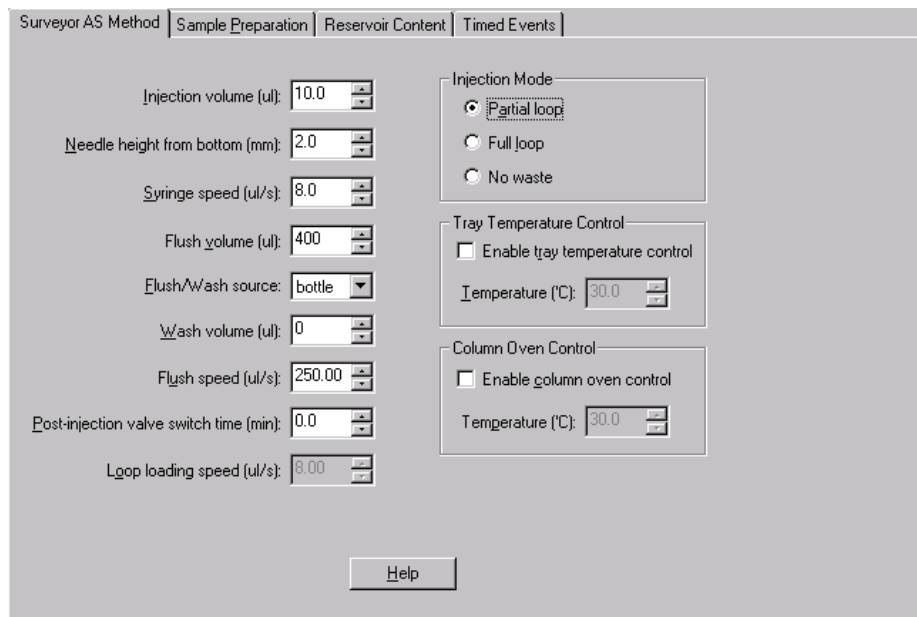 Surveyor AS Method Sample Preparation Reservoir Content Timed Events
Injection volume (ul): 10.0
Needle height from bottom (mm): 2.0
Syringe speed (ul/s): 8.0
Flush volume (ul): 400
Flush/Wash source: bottle
Wash volume (ul): 0
Flush speed (ul/s): 250.00
Post-injection valve switch time (min): 0.0
Loop loading speed (ul/s): 8.00
Injection Mode
Partial loop
Full loop
No waste
Tray Temperature Control
Enable tray temperature control
Temperature ('C): 30.0
Column Oven Control
Enable column oven control
Temperature ('C): 30.0
Help